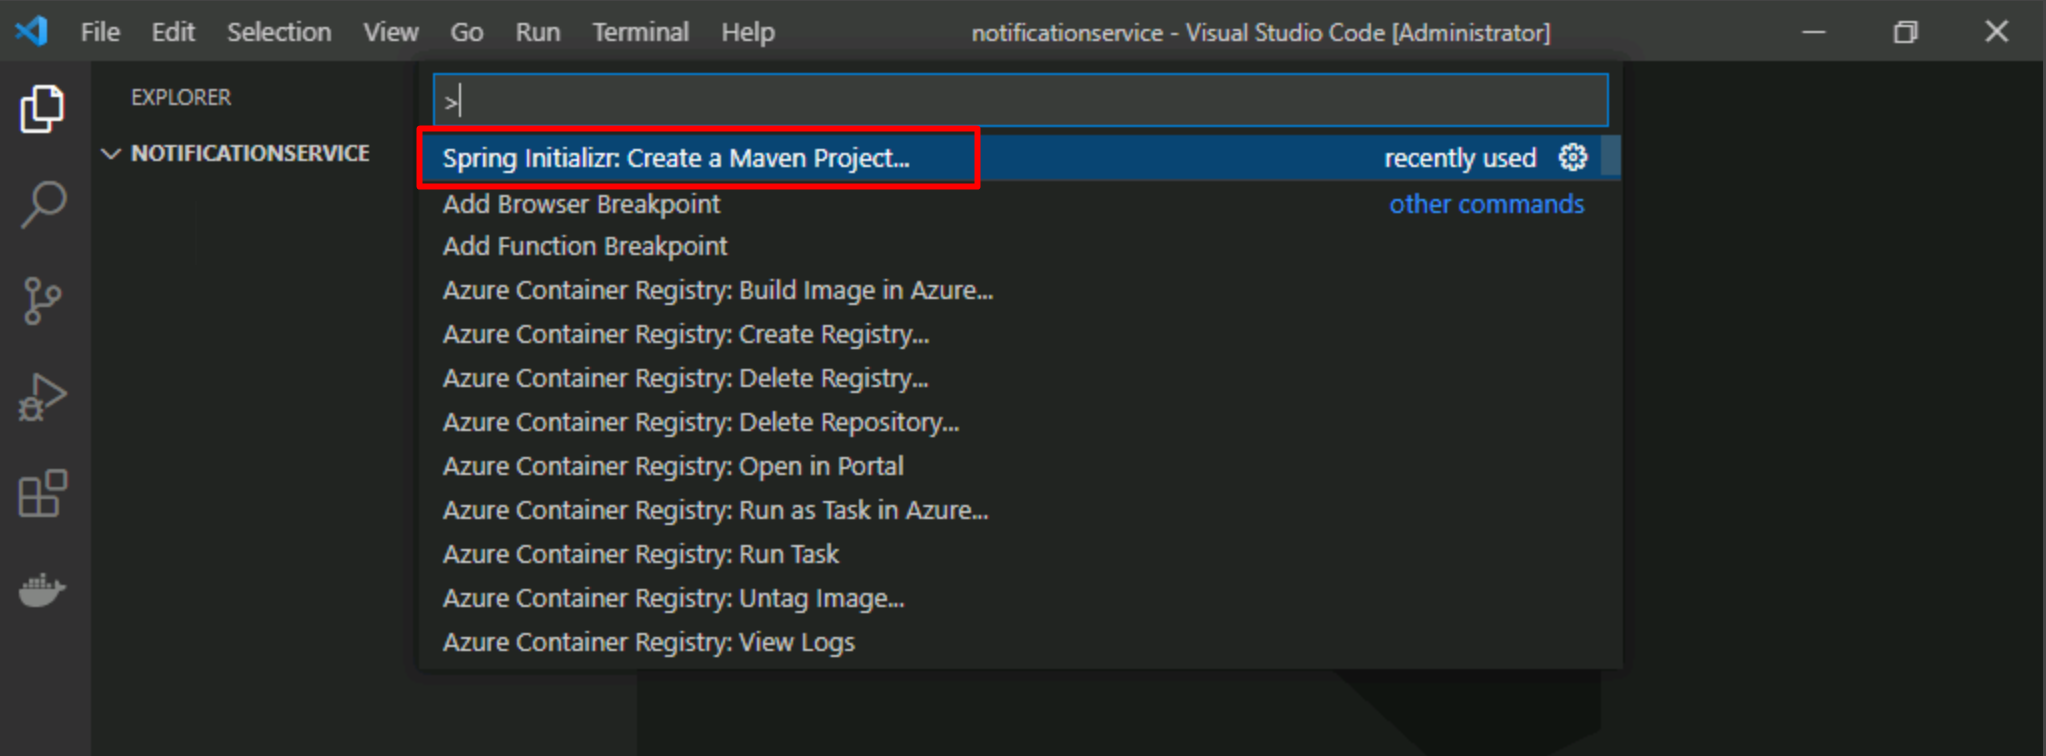 File Edit Selection View Go Run Terminal Help notificationservice - Visual Studio Code [Administrator]
EXPLORER
NOTIFICATIONSERVICE
>
Spring Initializr: Create a Maven Project... recently used
Add Browser Breakpoint other commands
Add Function Breakpoint
Azure Container Registry: Build Image in Azure...
Azure Container Registry: Create Registry...
Azure Container Registry: Delete Registry...
Azure Container Registry: Delete Repository...
Azure Container Registry: Open in Portal
Azure Container Registry: Run as Task in Azure...
Azure Container Registry: Run Task
Azure Container Registry: Untag Image...
Azure Container Registry: View Logs